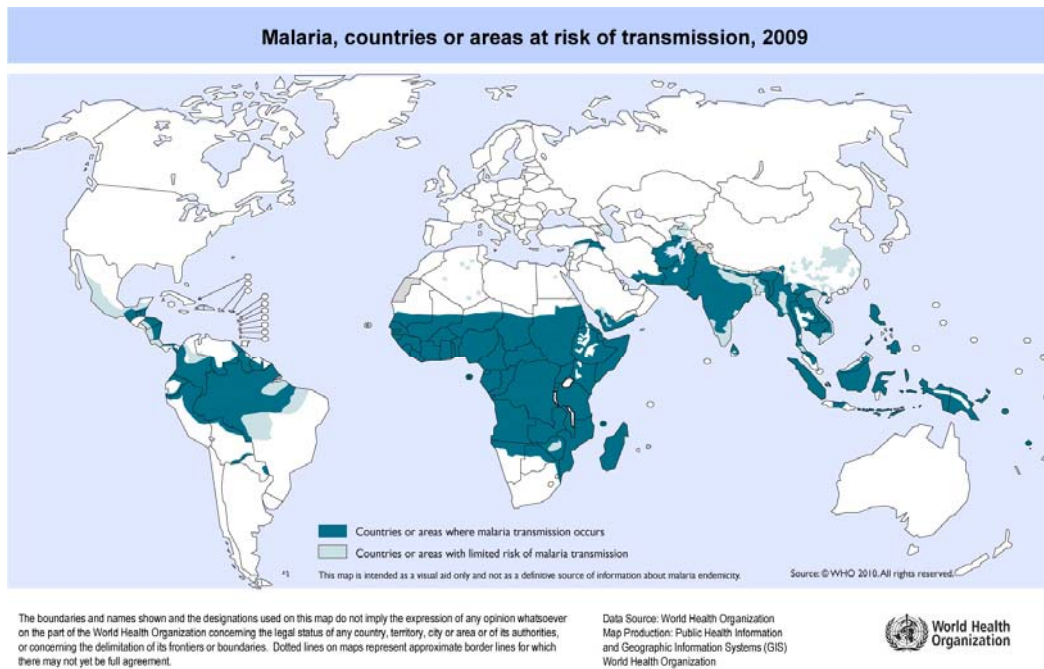 Malaria, countries or areas at risk of transmission, 2009
Countries or areas where malaria transmission occurs
Countries or areas with limited risk of malaria transmission
This map is intended as a visual aid only and not as a definitive source of information about malaria endemicity.
Source: © WHO 2010. All rights reserved.
The boundaries and names shown and the designations used on this map do not imply the expression of any opinion whatsoever
on the part of the World Health Organization concerning the legal status of any country, territory, city or area or of its authorities,
or concerning the delimitation of its frontiers or boundaries. Dotted lines on maps represent approximate border lines for which
there may not yet be full agreement.
Data Source: World Health Organization
Map Production: Public Health Information
and Geographic Information Systems (GIS)
World Health Organization
World Health
Organization